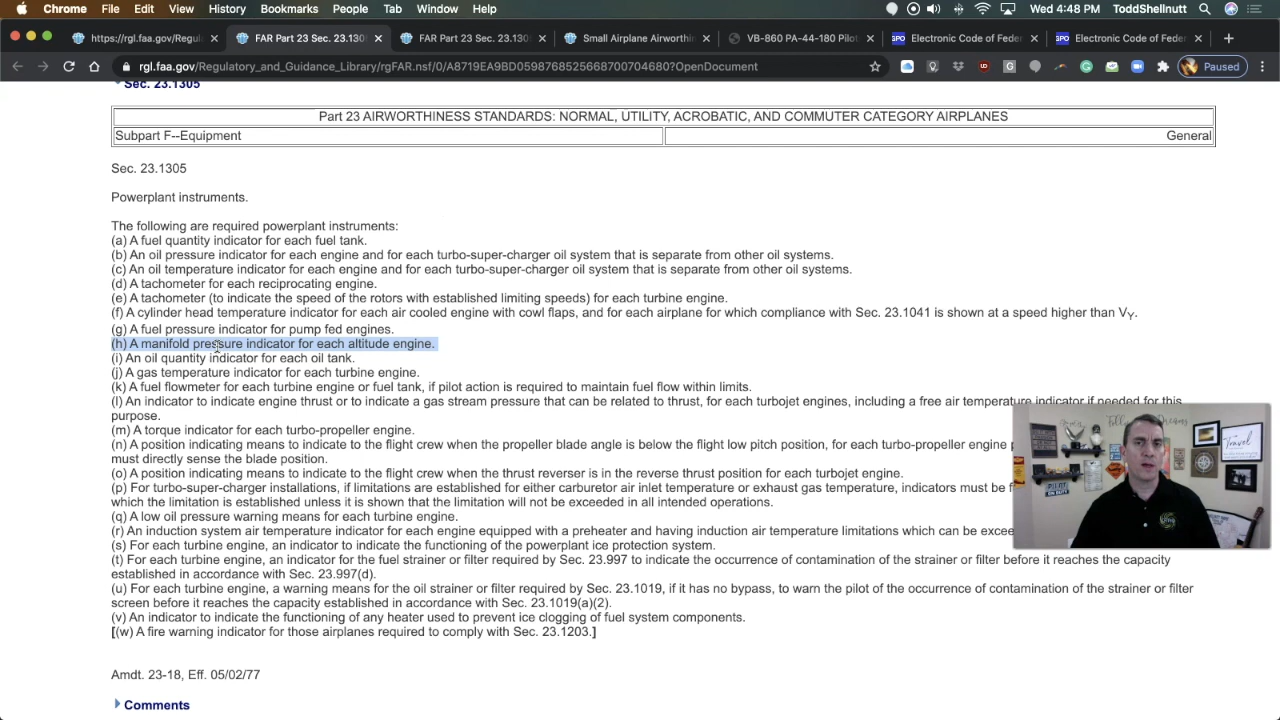 Chrome File Edit View History Bookmarks People Tab Window Help Wed 4:48 PM ToddShellnutt
https://rgl.faa.gov/Regul FAR Part 23 Sec. 23.130 FAR Part 23 Sec. 23.130 Small Airplane Airworthin VB-860 PA-44-180 Pilot GPO Electronic Code of Feder GPO Electronic Code of Feder
rgl.faa.gov/Regulatory_and_Guidance_Library/rgFAR.nsf/0/A8719EA9BD05987685256687007046​80?OpenDocument Paused
Sec. 23.1305
Part 23 AIRWORTHINESS STANDARDS: NORMAL, UTILITY, ACROBATIC, AND COMMUTER CATEGORY AIRPLANES
Subpart F--Equipment General
Sec. 23.1305
Powerplant instruments.
The following are required powerplant instruments:
(a) A fuel quantity indicator for each fuel tank.
(b) An oil pressure indicator for each engine and for each turbo-super-charger oil system that is separate from other oil systems.
(c) An oil temperature indicator for each engine and for each turbo-super-charger oil system that is separate from other oil systems.
(d) A tachometer for each reciprocating engine.
(e) A tachometer (to indicate the speed of the rotors with established limiting speeds) for each turbine engine.
(f) A cylinder head temperature indicator for each air cooled engine with cowl flaps, and for each airplane for which compliance with Sec. 23.1041 is shown at a speed higher than VY.
(g) A fuel pressure indicator for pump fed engines.
(h) A manifold pressure indicator for each altitude engine.
(i) An oil quantity indicator for each oil tank.
(j) A gas temperature indicator for each turbine engine.
(k) A fuel flowmeter for each turbine engine or fuel tank, if pilot action is required to maintain fuel flow within limits.
(l) An indicator to indicate engine thrust or to indicate a gas stream pressure that can be related to thrust, for each turbojet engines, including a free air temperature indicator if needed for this
purpose.
(m) A torque indicator for each turbo-propeller engine.
(n) A position indicating means to indicate to the flight crew when the propeller blade angle is below the flight low pitch position, for each turbo-propeller engine
must directly sense the blade position.
(o) A position indicating means to indicate to the flight crew when the thrust reverser is in the reverse thrust position for each turbojet engine.
(p) For turbo-super-charger installations, if limitations are established for either carburetor air inlet temperature or exhaust gas temperature, indicators must be
which the limitation is established unless it is shown that the limitation will not be exceeded in all intended operations.
(q) A low oil pressure warning means for each turbine engine.
(r) An induction system air temperature indicator for each engine equipped with a preheater and having induction air temperature limitations which can be excee
(s) For each turbine engine, an indicator to indicate the functioning of the powerplant ice protection system.
(t) For each turbine engine, an indicator for the fuel strainer or filter required by Sec. 23.997 to indicate the occurrence of contamination of the strainer or filter before it reaches the capacity
established in accordance with Sec. 23.997(d).
(u) For each turbine engine, a warning means for the oil strainer or filter required by Sec. 23.1019, if it has no bypass, to warn the pilot of the occurrence of contamination of the strainer or filter
screen before it reaches the capacity established in accordance with Sec. 23.1019(a)(2).
(v) An indicator to indicate the functioning of any heater used to prevent ice clogging of fuel system components.
[(w) A fire warning indicator for those airplanes required to comply with Sec. 23.1203.]
Amdt. 23-18, Eff. 05/02/77
Comments